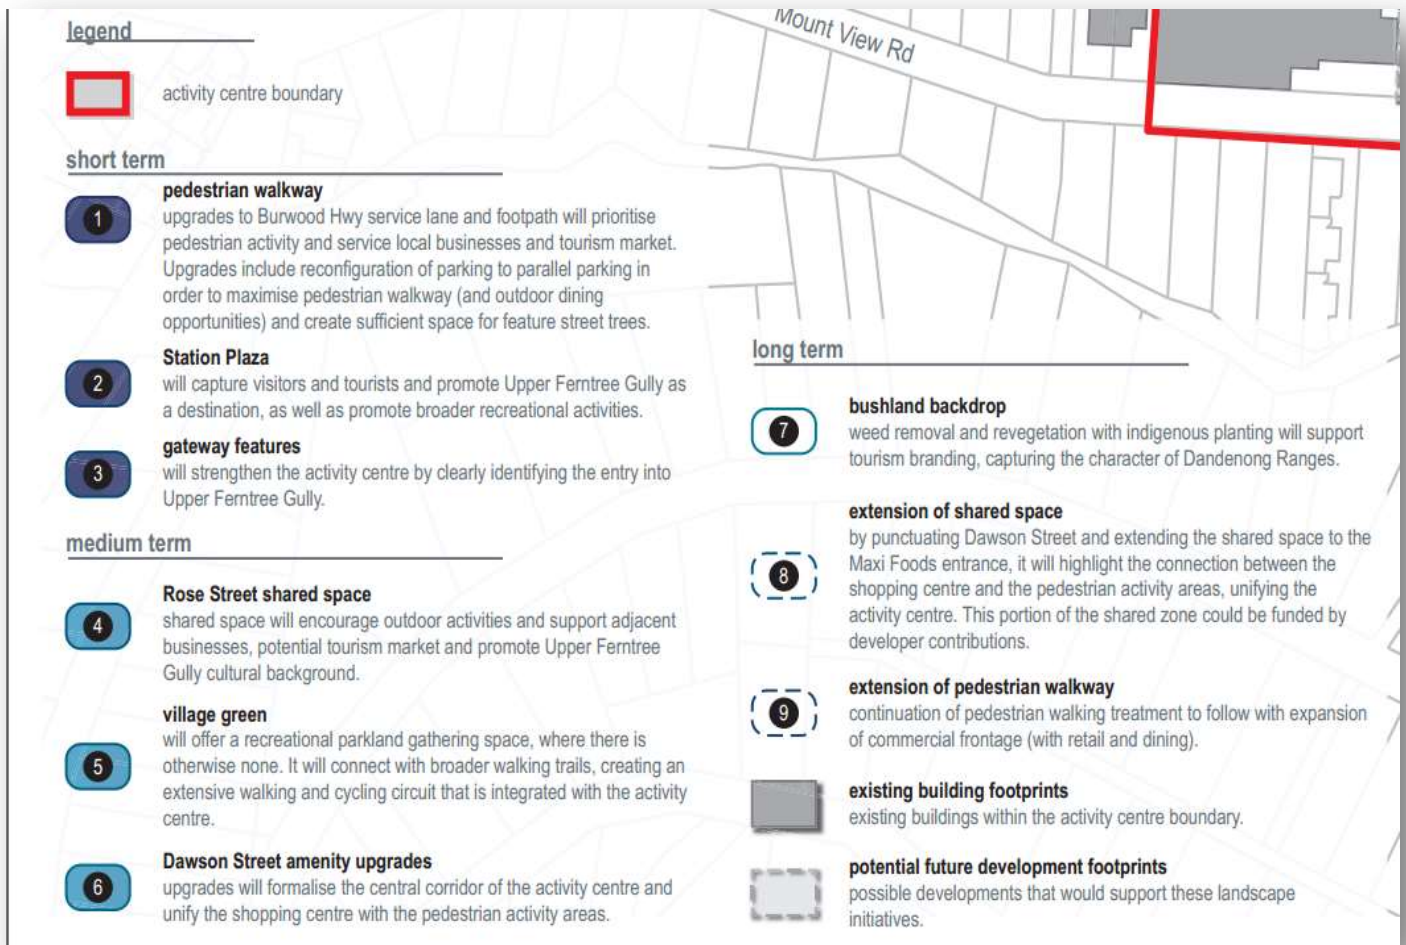 legend
activity centre boundary
short term
1
pedestrian walkway
upgrades to Burwood Hwy service lane and footpath will prioritise
pedestrian activity and service local businesses and tourism market.
Upgrades include reconfiguration of parking to parallel parking in
order to maximise pedestrian walkway (and outdoor dining
opportunities) and create sufficient space for feature street trees.
2
Station Plaza
will capture visitors and tourists and promote Upper Ferntree Gully as
a destination, as well as promote broader recreational activities.
3
gateway features
will strengthen the activity centre by clearly identifying the entry into
Upper Ferntree Gully.
medium term
4
Rose Street shared space
shared space will encourage outdoor activities and support adjacent
businesses, potential tourism market and promote Upper Ferntree
Gully cultural background.
5
village green
will offer a recreational parkland gathering space, where there is
otherwise none. It will connect with broader walking trails, creating an
extensive walking and cycling circuit that is integrated with the activity
centre.
6
Dawson Street amenity upgrades
upgrades will formalise the central corridor of the activity centre and
unify the shopping centre with the pedestrian activity areas.
Mount View Rd
long term
7
bushland backdrop
weed removal and revegetation with indigenous planting will support
tourism branding, capturing the character of Dandenong Ranges.
8
extension of shared space
by punctuating Dawson Street and extending the shared space to the
Maxi Foods entrance, it will highlight the connection between the
shopping centre and the pedestrian activity areas, unifying the
activity centre. This portion of the shared zone could be funded by
developer contributions.
9
extension of pedestrian walkway
continuation of pedestrian walking treatment to follow with expansion
of commercial frontage (with retail and dining).
existing building footprints
existing buildings within the activity centre boundary.
potential future development footprints
possible developments that would support these landscape
initiatives.